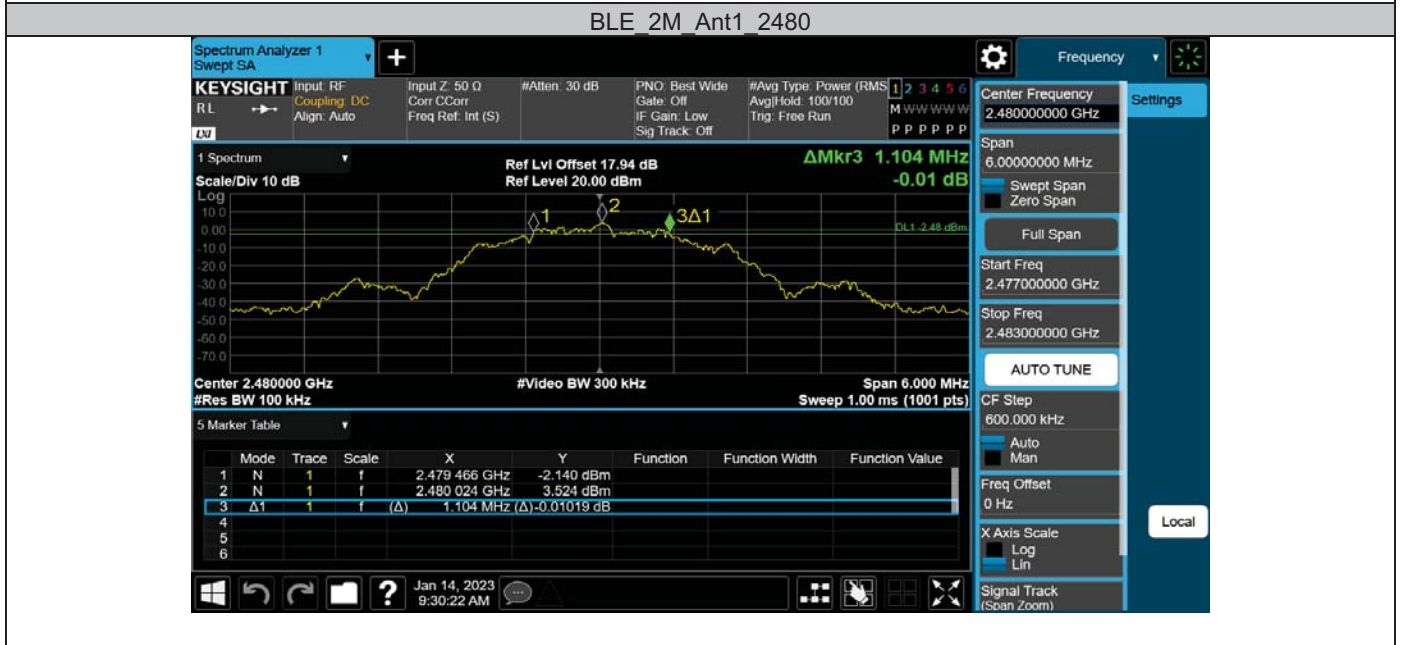 BLE_2M_Ant1_2480
Spectrum Analyzer 1
Swept SA
+
Frequency
KEYSIGHT
RL
LXI
Input: RF
Coupling: DC
Align: Auto
Input Z: 50 Ω
Corr CCorr
Freq Ref: Int (S)
#Atten: 30 dB
PNO: Best Wide
Gate: Off
IF Gain: Low
Sig Track: Off
#Avg Type: Power (RMS
Avg|Hold: 100/100
Trig: Free Run
1 2 3 4 5 6
M W W W W W
P P P P P P
1 Spectrum
Scale/Div 10 dB
Ref Lvl Offset 17.94 dB
Ref Level 20.00 dBm
ΔMkr3 1.104 MHz
-0.01 dB
Log
10.0
0.00
-10.0
-20.0
-30.0
-40.0
-50.0
-60.0
-70.0
1
2
3Δ1
DL1 -2.48 dBm
Center 2.480000 GHz
#Res BW 100 kHz
#Video BW 300 kHz
Span 6.000 MHz
Sweep 1.00 ms (1001 pts)
5 Marker Table
Mode Trace Scale X Y Function Function Width Function Value
1 N 1 f 2.479 466 GHz -2.140 dBm
2 N 1 f 2.480 024 GHz 3.524 dBm
3 Δ1 1 f (Δ) 1.104 MHz (Δ) -0.01019 dB
4
5
6
?
Jan 14, 2023
9:30:22 AM
Center Frequency
2.480000000 GHz
Settings
Span
6.00000000 MHz
Swept Span
Zero Span
Full Span
Start Freq
2.477000000 GHz
Stop Freq
2.483000000 GHz
AUTO TUNE
CF Step
600.000 kHz
Auto
Man
Freq Offset
0 Hz
X Axis Scale
Log
Lin
Local
Signal Track
(Span Zoom)